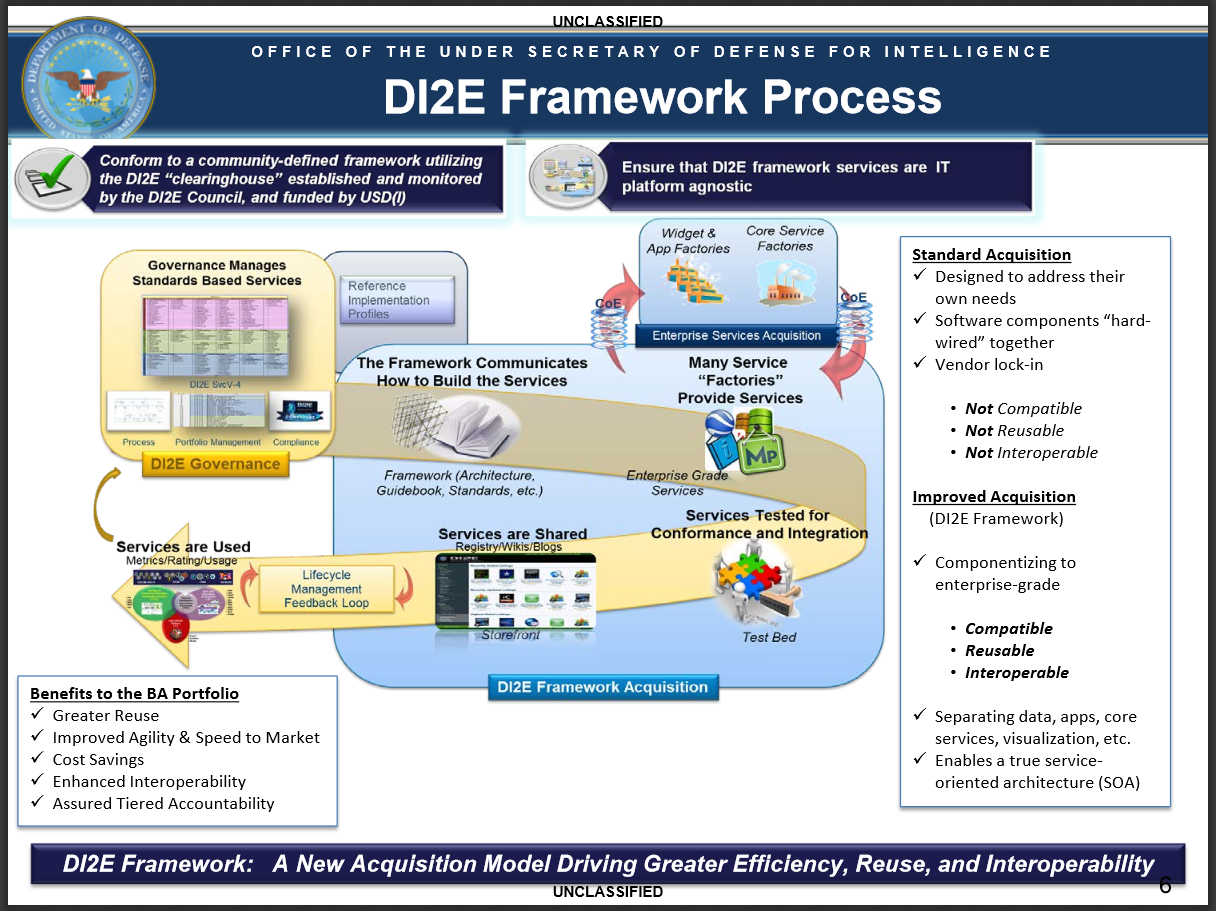 UNCLASSIFIED
OFFICE OF THE UNDER SECRETARY OF DEFENSE FOR INTELLIGENCE
DI2E Framework Process
DEPARTMENT OF DEFENSE
UNITED STATES OF AMERICA
Conform to a community-defined framework utilizing
the DI2E “clearinghouse” established and monitored
by the DI2E Council, and funded by USD(I)
Ensure that DI2E framework services are IT
platform agnostic
Governance Manages
Standards Based Services
DI2E SvcV-4
Process
Portfolio Management
Compliance
DI2E Governance
Reference
Implementation
Profiles
Widget &
App Factories
Core Service
Factories
CoE
CoE
Enterprise Services Acquisition
The Framework Communicates
How to Build the Services
Framework (Architecture,
Guidebook, Standards, etc.)
Many Service
“Factories”
Provide Services
MP
Enterprise Grade
Services
Services Tested for
Conformance and Integration
Test Bed
Services are Shared
Registry/Wikis/Blogs
DI2E
Storefront
Lifecycle
Management
Feedback Loop
Services are Used
Metrics/Rating/Usage
DI2E Framework Acquisition
Standard Acquisition
✓ Designed to address their
own needs
✓ Software components “hard-
wired” together
✓ Vendor lock-in
• Not Compatible
• Not Reusable
• Not Interoperable
Improved Acquisition
(DI2E Framework)
✓ Componentizing to
enterprise-grade
• Compatible
• Reusable
• Interoperable
✓ Separating data, apps, core
services, visualization, etc.
✓ Enables a true service-
oriented architecture (SOA)
Benefits to the BA Portfolio
✓ Greater Reuse
✓ Improved Agility & Speed to Market
✓ Cost Savings
✓ Enhanced Interoperability
✓ Assured Tiered Accountability
DI2E Framework: A New Acquisition Model Driving Greater Efficiency, Reuse, and Interoperability
UNCLASSIFIED
6